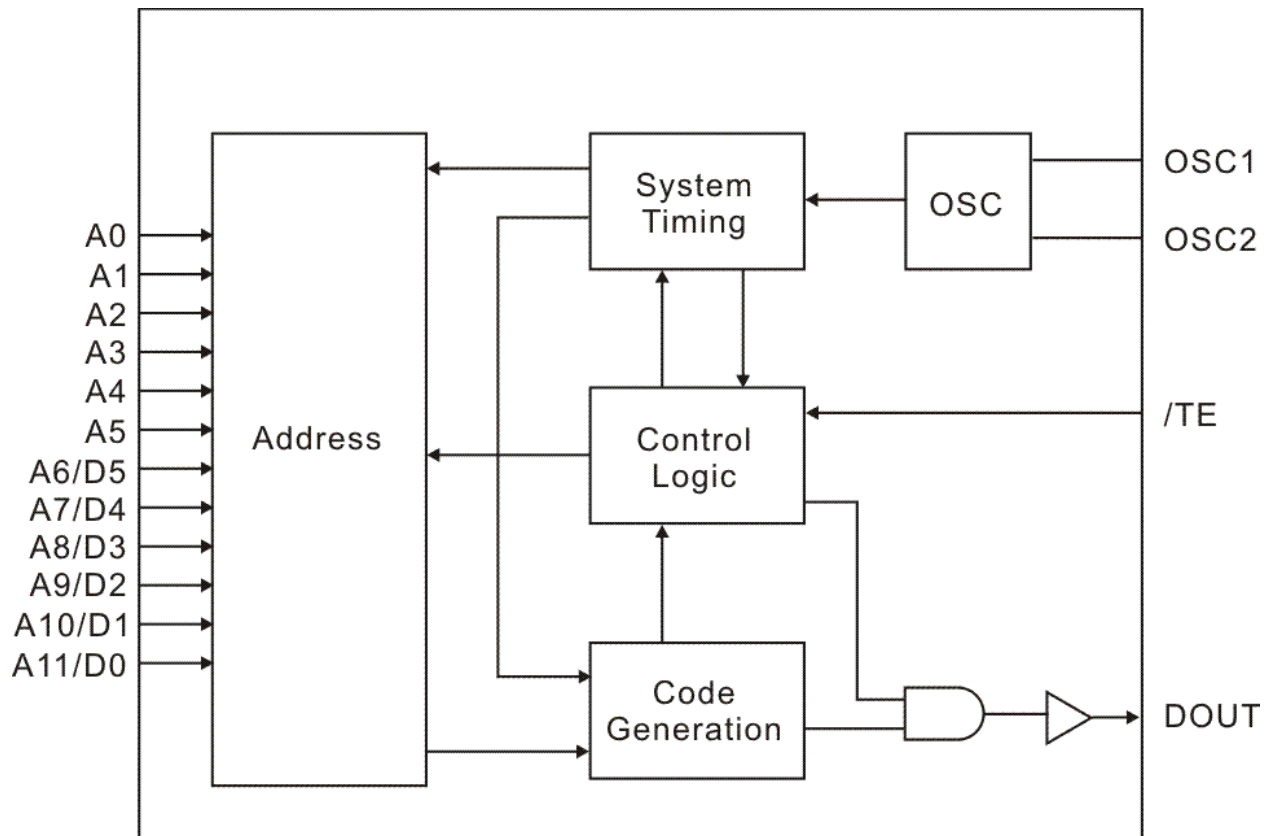 A0
A1
A2
A3
A4
A5
A6/D5
A7/D4
A8/D3
A9/D2
A10/D1
A11/D0
Address
System
Timing
OSC
Control
Logic
Code
Generation
OSC1
OSC2
/TE
DOUT